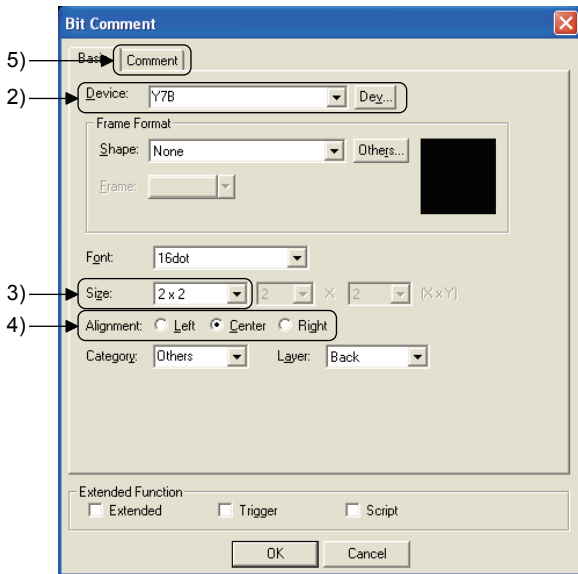 Bit Comment
5) Basic Comment
2) Device: Y7B Dev...
Frame Format
Shape: None Others...
Frame:
Font: 16dot
3) Size: 2 x 2 2 X 2 (X x Y)
4) Alignment: Left Center Right
Category: Others Layer: Back
Extended Function
Extended Trigger Script
OK Cancel